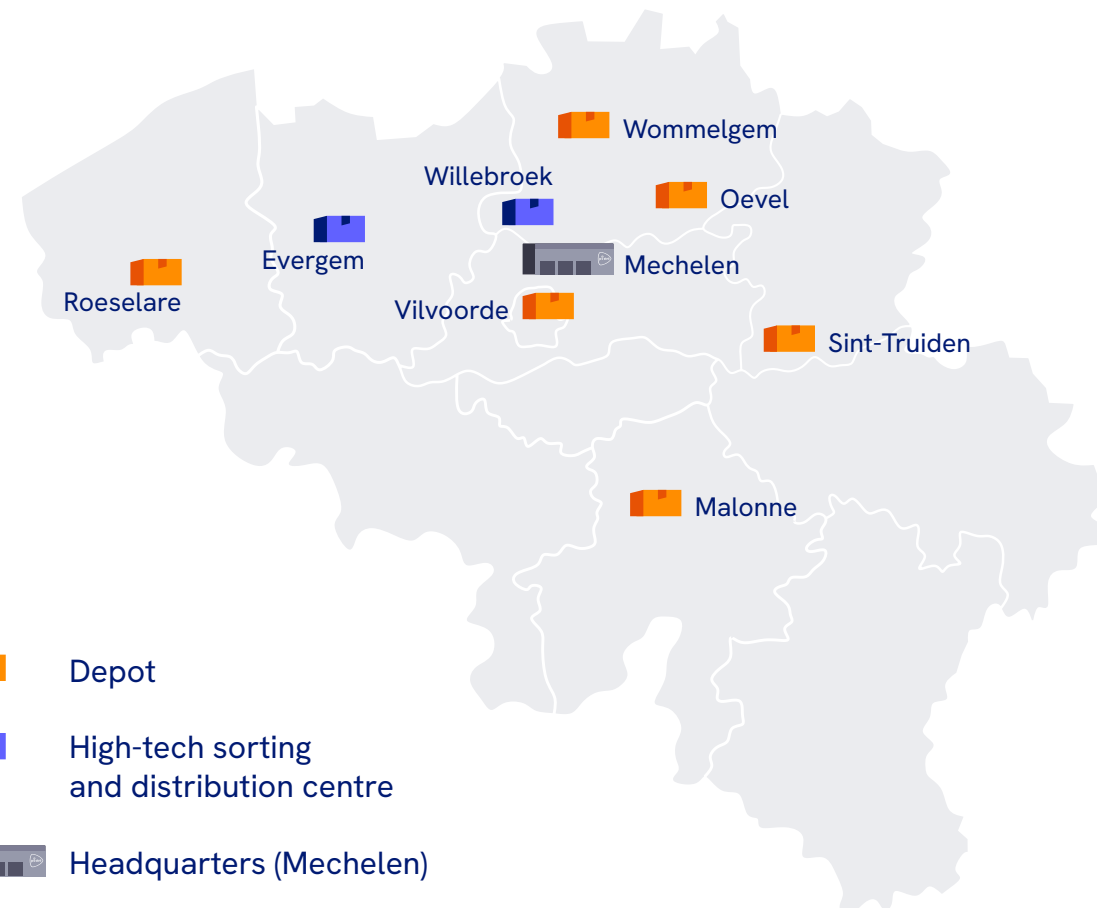 Wommelgem
Willebroek
Oevel
Evergem
Mechelen
Roeselare
Vilvoorde
Sint-Truiden
Malonne
Depot
High-tech sorting
and distribution centre
Headquarters (Mechelen)